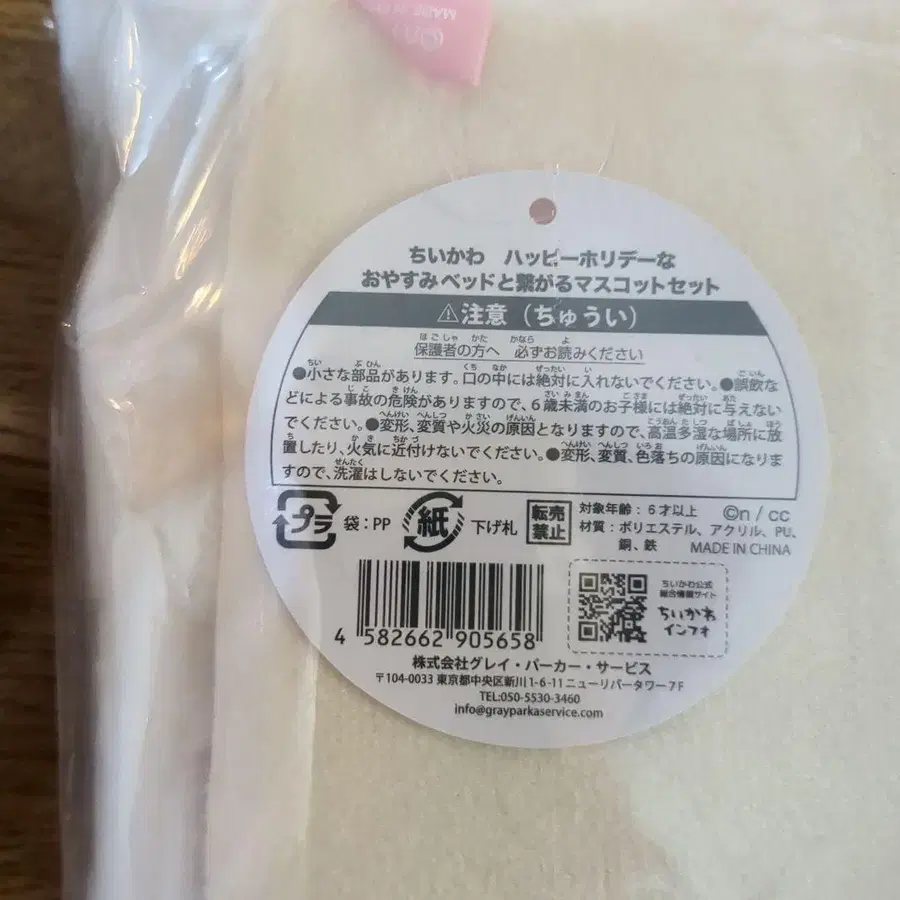 ちいかわ ハッピーホリデーな
おやすみベッドと繋がるマスコットセット
⚠注意（ちゅうい）
保護者の方へ 必ずお読みください
●小さな部品があります。口の中には絶対に入れないでください。●誤飲な
どによる事故の危険がありますので、6歳未満のお子様には絶対に与えない
でください。●変形、変質や火災の原因となりますので、高温多湿な場所に放
置したり、火気に近付けないでください。●変形、変質、色落ちの原因になりま
すので、洗濯はしないでください。
プラ 袋：PP 紙 下げ札 転売禁止
対象年齢：6才以上 ©n / cc
材質：ポリエステル、アクリル、PU、
銅、鉄 MADE IN CHINA
ちいかわ公式
総合情報サイト
ちいかわ
インフォ
4 582662 905658
株式会社グレイ・パーカー・サービス
〒104-0033 東京都中央区新川1-6-11 ニューリバータワー7F
TEL:050-5530-3460
info@grayparkaservice.com